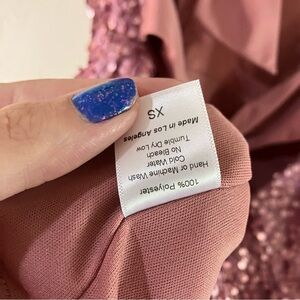 100% Polyester
Hand or Machine Wash
Cold Water
No Bleach
Tumble Dry Low
Made in Los Angeles
XS